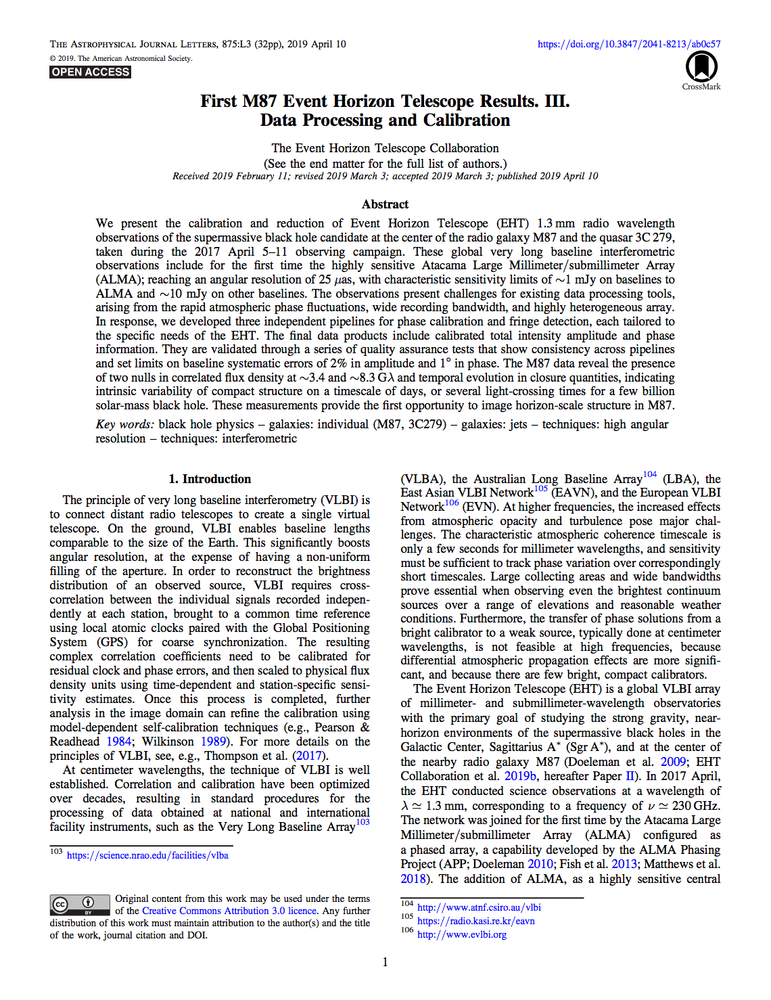 THE ASTROPHYSICAL JOURNAL LETTERS, 875:L3 (32pp), 2019 April 10
https://doi.org/10.3847/2041-8213/ab0c57
© 2019. The American Astronomical Society.
OPEN ACCESS
CrossMark
First M87 Event Horizon Telescope Results. III.
Data Processing and Calibration
The Event Horizon Telescope Collaboration
(See the end matter for the full list of authors.)
Received 2019 February 11; revised 2019 March 3; accepted 2019 March 3; published 2019 April 10
Abstract
We present the calibration and reduction of Event Horizon Telescope (EHT) 1.3 mm radio wavelength
observations of the supermassive black hole candidate at the center of the radio galaxy M87 and the quasar 3C 279,
taken during the 2017 April 5–11 observing campaign. These global very long baseline interferometric
observations include for the first time the highly sensitive Atacama Large Millimeter/submillimeter Array
(ALMA); reaching an angular resolution of 25 μas, with characteristic sensitivity limits of ∼1 mJy on baselines to
ALMA and ∼10 mJy on other baselines. The observations present challenges for existing data processing tools,
arising from the rapid atmospheric phase fluctuations, wide recording bandwidth, and highly heterogeneous array.
In response, we developed three independent pipelines for phase calibration and fringe detection, each tailored to
the specific needs of the EHT. The final data products include calibrated total intensity amplitude and phase
information. They are validated through a series of quality assurance tests that show consistency across pipelines
and set limits on baseline systematic errors of 2% in amplitude and 1° in phase. The M87 data reveal the presence
of two nulls in correlated flux density at ∼3.4 and ∼8.3 Gλ and temporal evolution in closure quantities, indicating
intrinsic variability of compact structure on a timescale of days, or several light-crossing times for a few billion
solar-mass black hole. These measurements provide the first opportunity to image horizon-scale structure in M87.
Key words: black hole physics – galaxies: individual (M87, 3C279) – galaxies: jets – techniques: high angular
resolution – techniques: interferometric
1. Introduction
The principle of very long baseline interferometry (VLBI) is
to connect distant radio telescopes to create a single virtual
telescope. On the ground, VLBI enables baseline lengths
comparable to the size of the Earth. This significantly boosts
angular resolution, at the expense of having a non-uniform
filling of the aperture. In order to reconstruct the brightness
distribution of an observed source, VLBI requires cross-
correlation between the individual signals recorded indepen-
dently at each station, brought to a common time reference
using local atomic clocks paired with the Global Positioning
System (GPS) for coarse synchronization. The resulting
complex correlation coefficients need to be calibrated for
residual clock and phase errors, and then scaled to physical flux
density units using time-dependent and station-specific sensi-
tivity estimates. Once this process is completed, further
analysis in the image domain can refine the calibration using
model-dependent self-calibration techniques (e.g., Pearson &
Readhead 1984; Wilkinson 1989). For more details on the
principles of VLBI, see, e.g., Thompson et al. (2017).
At centimeter wavelengths, the technique of VLBI is well
established. Correlation and calibration have been optimized
over decades, resulting in standard procedures for the
processing of data obtained at national and international
facility instruments, such as the Very Long Baseline Array103
103 https://science.nrao.edu/facilities/vlba
cc BY
Original content from this work may be used under the terms
of the Creative Commons Attribution 3.0 licence. Any further
distribution of this work must maintain attribution to the author(s) and the title
of the work, journal citation and DOI.
(VLBA), the Australian Long Baseline Array104 (LBA), the
East Asian VLBI Network105 (EAVN), and the European VLBI
Network106 (EVN). At higher frequencies, the increased effects
from atmospheric opacity and turbulence pose major chal-
lenges. The characteristic atmospheric coherence timescale is
only a few seconds for millimeter wavelengths, and sensitivity
must be sufficient to track phase variation over correspondingly
short timescales. Large collecting areas and wide bandwidths
prove essential when observing even the brightest continuum
sources over a range of elevations and reasonable weather
conditions. Furthermore, the transfer of phase solutions from a
bright calibrator to a weak source, typically done at centimeter
wavelengths, is not feasible at high frequencies, because
differential atmospheric propagation effects are more signifi-
cant, and because there are few bright, compact calibrators.
The Event Horizon Telescope (EHT) is a global VLBI array
of millimeter- and submillimeter-wavelength observatories
with the primary goal of studying the strong gravity, near-
horizon environments of the supermassive black holes in the
Galactic Center, Sagittarius A* (Sgr A*), and at the center of
the nearby radio galaxy M87 (Doeleman et al. 2009; EHT
Collaboration et al. 2019b, hereafter Paper II). In 2017 April,
the EHT conducted science observations at a wavelength of
λ ≃ 1.3 mm, corresponding to a frequency of ν ≃ 230 GHz.
The network was joined for the first time by the Atacama Large
Millimeter/submillimeter Array (ALMA) configured as
a phased array, a capability developed by the ALMA Phasing
Project (APP; Doeleman 2010; Fish et al. 2013; Matthews et al.
2018). The addition of ALMA, as a highly sensitive central
104 http://www.atnf.csiro.au/vlbi
105 https://radio.kasi.re.kr/eavn
106 http://www.evlbi.org
1